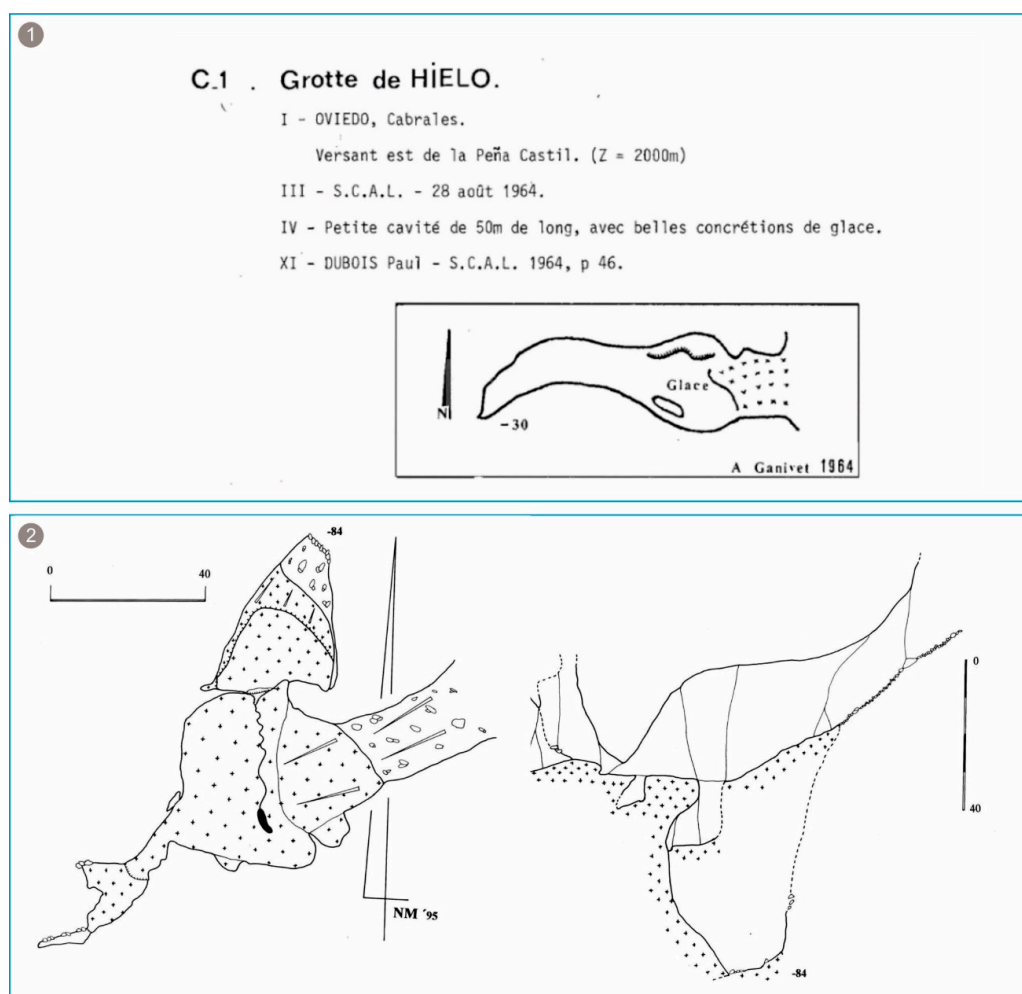 1
C.1 . Grotte de HiELO.
I - OVIEDO, Cabrales.
Versant est de la Peña Castil. (Z = 2000m)
III - S.C.A.L. - 28 août 1964.
IV - Petite cavité de 50m de long, avec belles concrétions de glace.
XI - DUBOIS Paul - S.C.A.L. 1964, p 46.
N
Glace
-30
A Ganivet 1964
2
-84
0 40
NM '95
0
40
-84